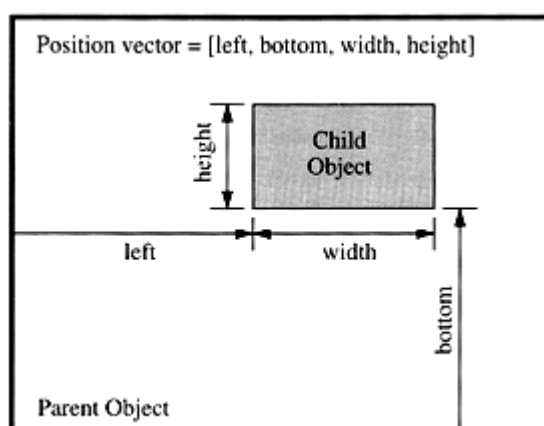 Position vector = [left, bottom, width, height]
height
Child
Object
left
width
bottom
Parent Object